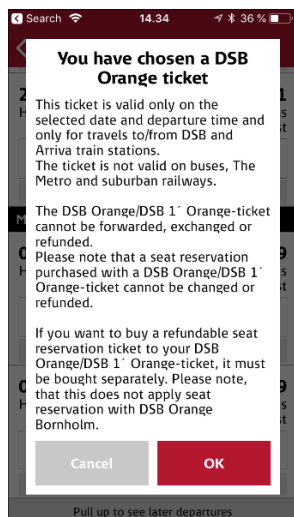 Search 14.34 36 %
You have chosen a DSB
Orange ticket
This ticket is valid only on the
selected date and departure time and
only for travels to/from DSB and
Arriva train stations.
The ticket is not valid on buses, The
Metro and suburban railways.
The DSB Orange/DSB 1´ Orange-ticket
cannot be forwarded, exchanged or
refunded.
Please note that a seat reservation
purchased with a DSB Orange/DSB 1´
Orange-ticket cannot be changed or
refunded.
If you want to buy a refundable seat
reservation ticket to your DSB
Orange/DSB 1´ Orange-ticket, it must
be bought separately. Please note,
that this does not apply seat
reservation with DSB Orange
Bornholm.
Cancel OK
Pull up to see later departures